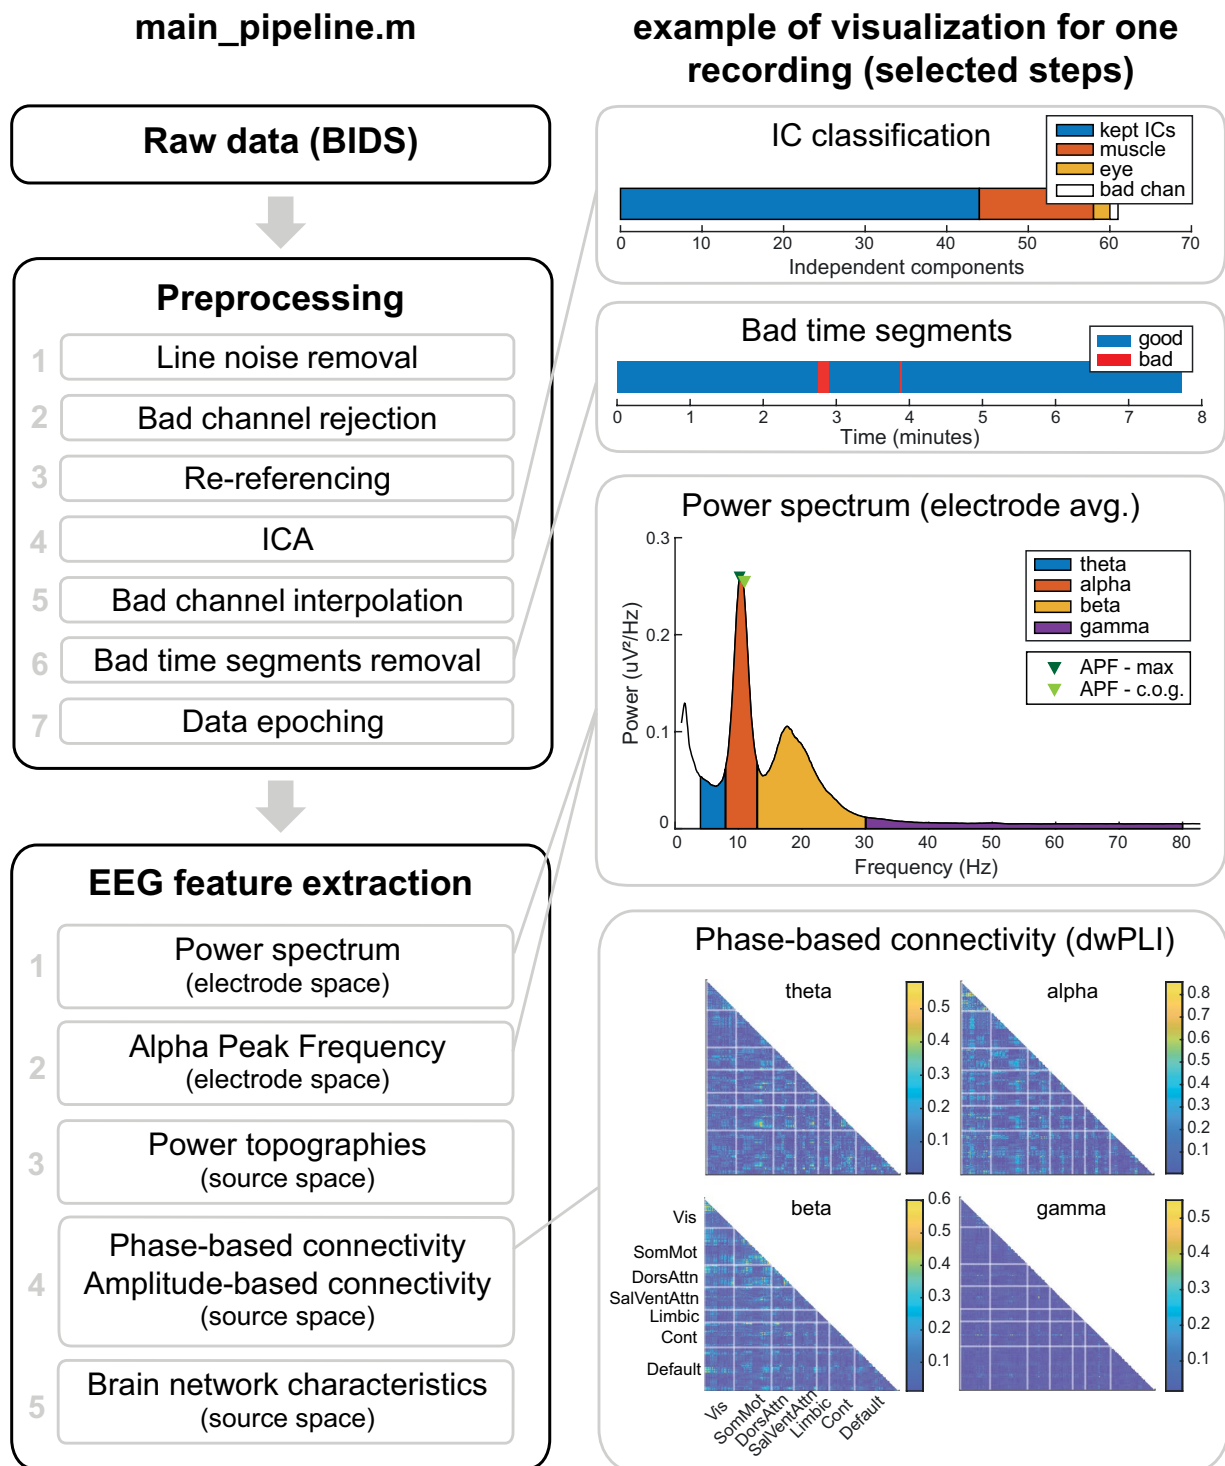 main_pipeline.m
Raw data (BIDS)
Preprocessing
1 Line noise removal
2 Bad channel rejection
3 Re-referencing
4 ICA
5 Bad channel interpolation
6 Bad time segments removal
7 Data epoching
EEG feature extraction
1 Power spectrum
(electrode space)
2 Alpha Peak Frequency
(electrode space)
3 Power topographies
(source space)
4 Phase-based connectivity
Amplitude-based connectivity
(source space)
5 Brain network characteristics
(source space)
example of visualization for one
recording (selected steps)
IC classification
kept ICs
muscle
eye
bad chan
0 10 20 30 40 50 60 70
Independent components
Bad time segments
good
bad
0 1 2 3 4 5 6 7 8
Time (minutes)
Power spectrum (electrode avg.)
Power (uV²/Hz)
0.3
0.2
0.1
0
theta
alpha
beta
gamma
APF - max
APF - c.o.g.
0 10 20 30 40 50 60 70 80
Frequency (Hz)
Phase-based connectivity (dwPLI)
theta
0.5
0.4
0.3
0.2
0.1
alpha
0.8
0.7
0.6
0.5
0.4
0.3
0.2
0.1
beta
Vis
SomMot
DorsAttn
SalVentAttn
Limbic
Cont
Default
Vis
SomMot
DorsAttn
SalVentAttn
Limbic
Cont
Default
0.6
0.5
0.4
0.3
0.2
0.1
gamma
0.5
0.4
0.3
0.2
0.1